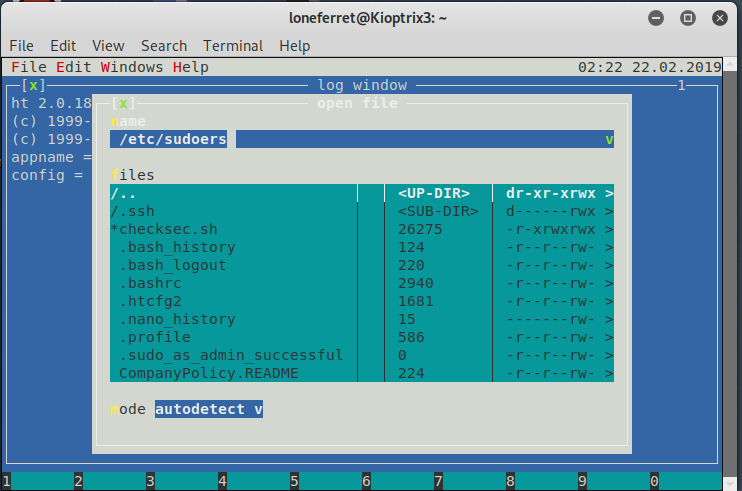 loneferret@Kioptrix3: ~
File Edit View Search Terminal Help
File Edit Windows Help 02:22 22.02.2019
[x] log window 1
ht 2.0.18 [x] open file
(c) 1999- name
(c) 1999- /etc/sudoers v
appname =
config = files
/.. <UP-DIR> dr-xr-xrwx >
/.ssh <SUB-DIR> d------rwx >
*checksec.sh 26275 -r-xrwxrwx >
.bash_history 124 -r--r--rw- >
.bash_logout 220 -r--r--rw- >
.bashrc 2940 -r--r--rw- >
.htcfg2 1681 -r--r--rw- >
.nano_history 15 -------rw- >
.profile 586 -r--r--rw- >
.sudo_as_admin_successful 0 -r--r--rw- >
CompanyPolicy.README 224 -r--r--rw- >
mode autodetect v
1 2 3 4 5 6 7 8 9 0